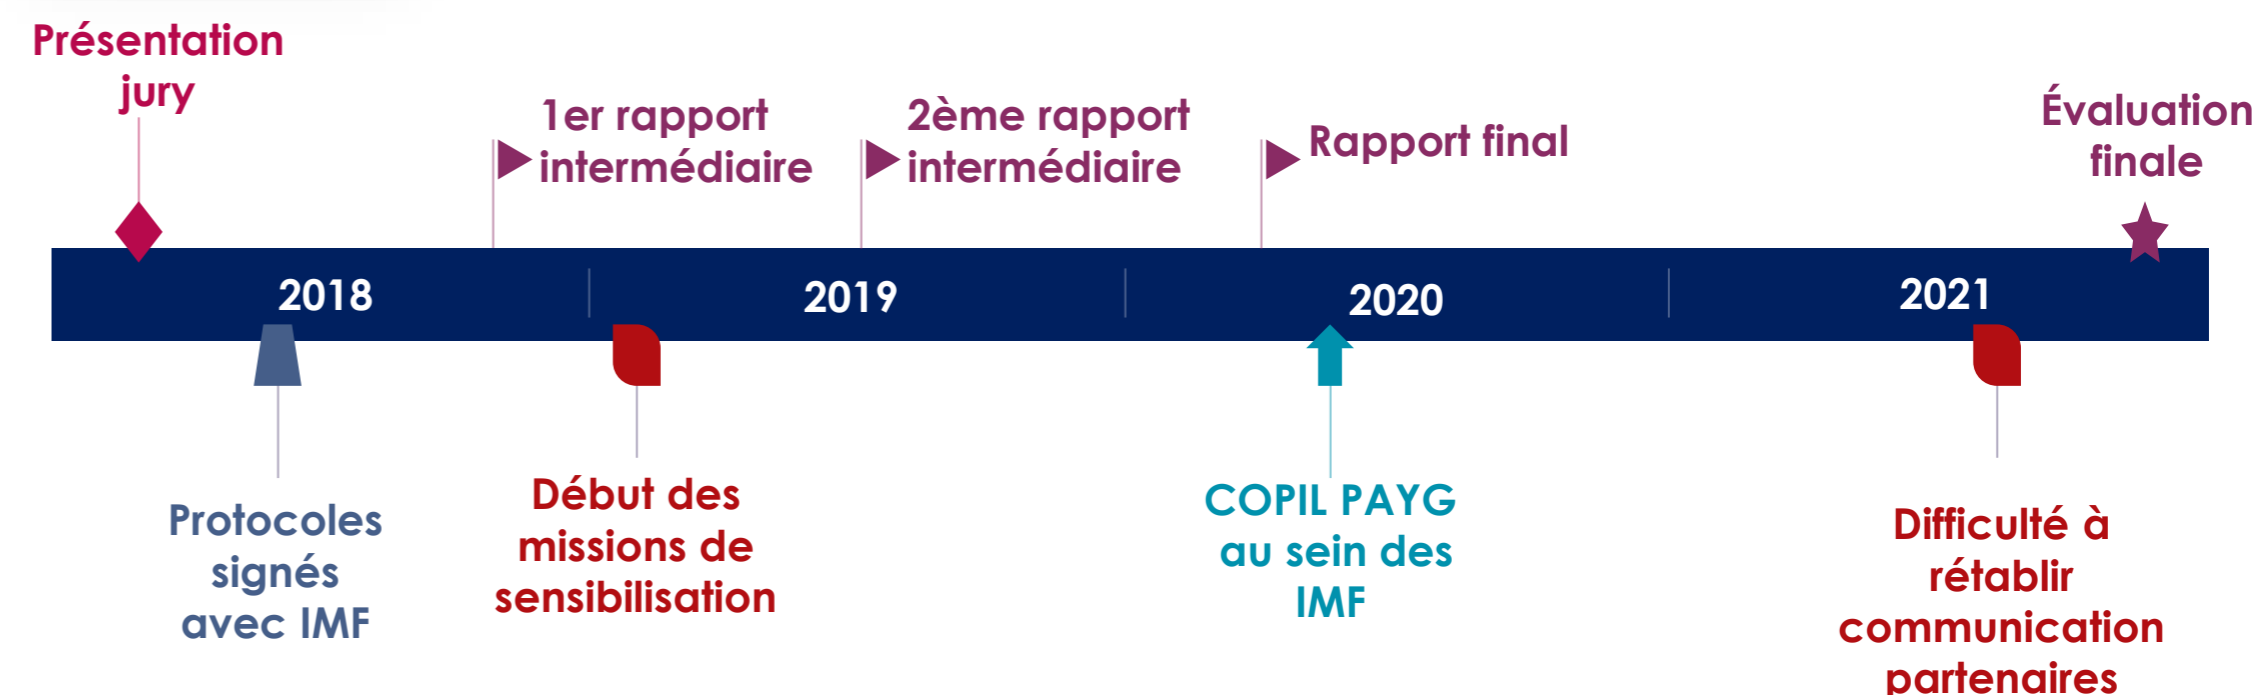 Présentation
jury
1er rapport
intermédiaire
2ème rapport
intermédiaire
Rapport final
Évaluation
finale
2018
2019
2020
2021
Protocoles
signés
avec IMF
Début des
missions de
sensibilisation
COPIL PAYG
au sein des
IMF
Difficulté à
rétablir
communication
partenaires